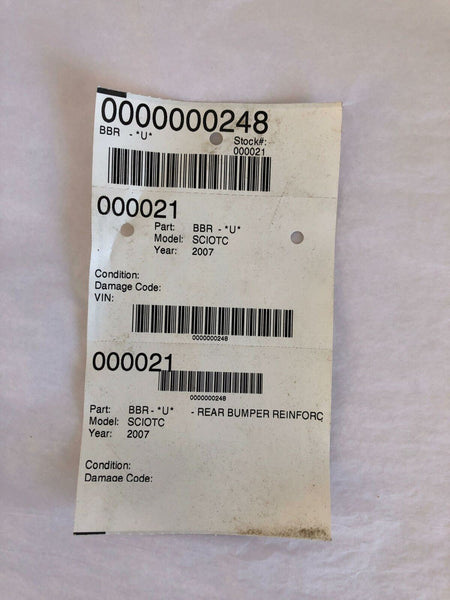 0000000248
BBR - *U*
Stock#:
000021
000021
Part: BBR - *U*
Model: SCIOTC
Year: 2007
Condition:
Damage Code:
VIN:
0000000248
000021
0000000248
Part: BBR - *U* - REAR BUMPER REINFORC
Model: SCIOTC
Year: 2007
Condition:
Damage Code: